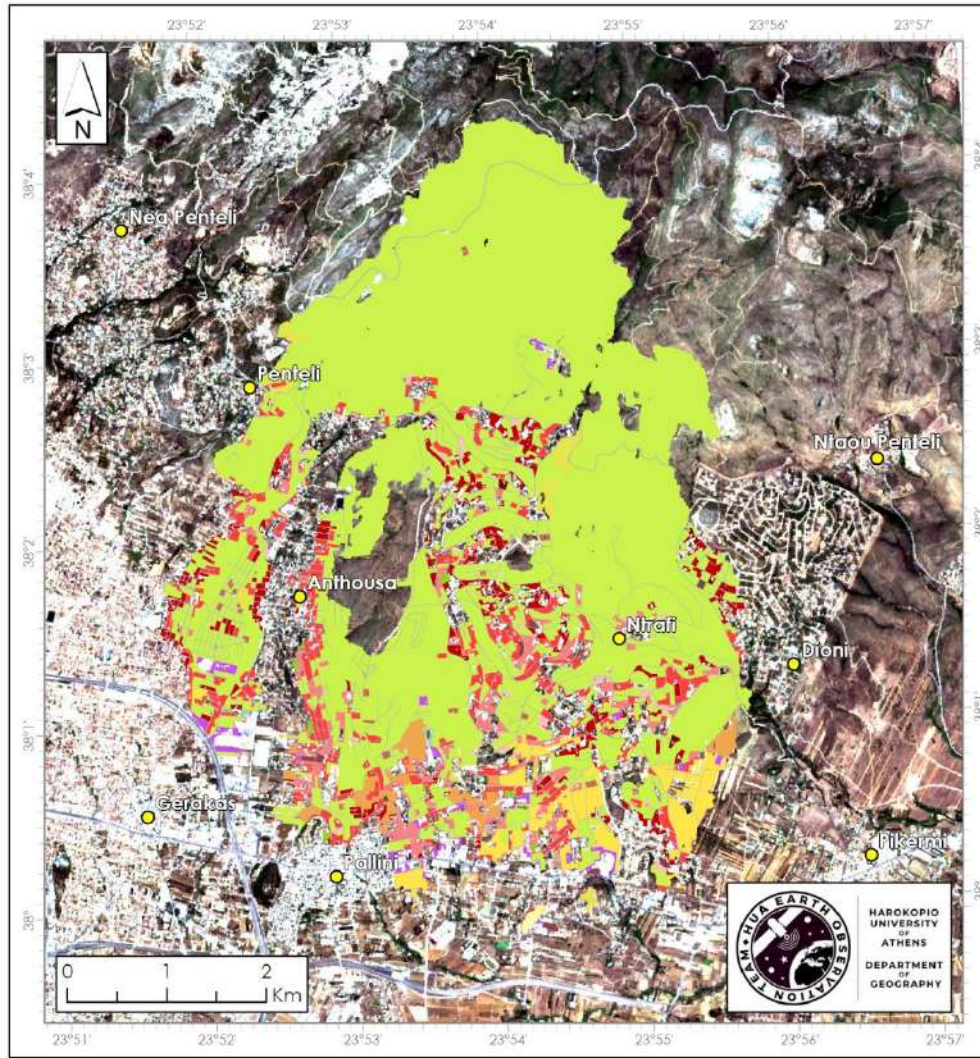 23°52' 23°53' 23°54' 23°55' 23°56' 23°57'
N
38°4'
Nea Penteli
38°3'
Penteli
Ntaou Penteli
38°2'
Anthousa
Ntrafi
Dioni
38°1'
Gerakas
Pallini
Pikermi
38°
0 1 2
Km
HUA EARTH OBSERVATION TEAM
HAROKOPIO
UNIVERSITY
OF
ATHENS
DEPARTMENT
OF
GEOGRAPHY
23°51' 23°52' 23°53' 23°54' 23°55' 23°56' 23°57'